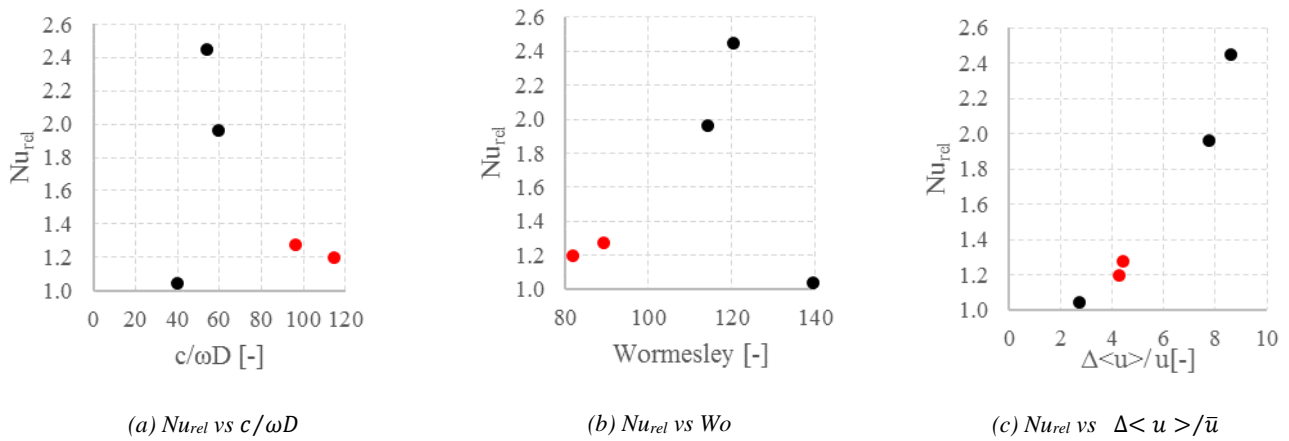 2.6
2.4
2.2
2.0
1.8
1.6
1.4
1.2
1.0
Nu_rel
0 20 40 60 80 100 120
c/ωD [-]
(a) Nu_rel vs c/ωD
2.6
2.4
2.2
2.0
1.8
1.6
1.4
1.2
1.0
Nu_rel
80 100 120 140
Wormesley [-]
(b) Nu_rel vs Wo
2.6
2.4
2.2
2.0
1.8
1.6
1.4
1.2
1.0
Nu_rel
0 2 4 6 8 10
Δ<u>/u[-]
(c) Nu_rel vs Δ< u >/ū